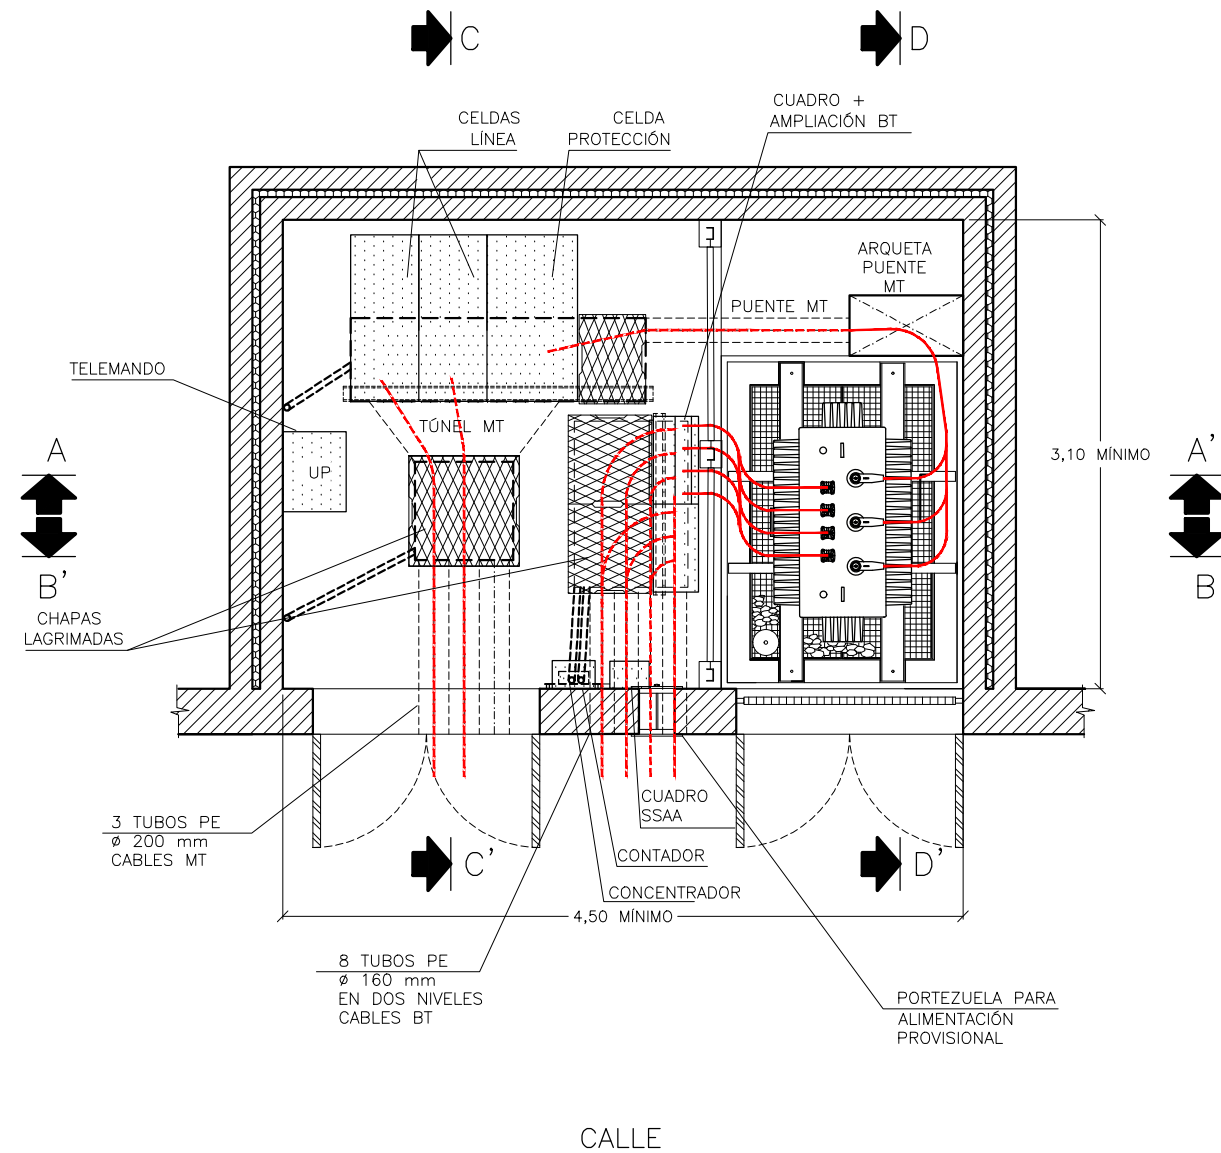 C
D
CELDAS
LÍNEA
CELDA
PROTECCIÓN
CUADRO +
AMPLIACIÓN BT
ARQUETA
PUENTE
MT
PUENTE MT
TELEMANDO
TÚNEL MT
UP
A
B'
3,10 MÍNIMO
A'
B
CHAPAS
LAGRIMADAS
3 TUBOS PE
ø 200 mm
CABLES MT
CUADRO
SSAA
C'
D'
CONTADOR
CONCENTRADOR
4,50 MÍNIMO
8 TUBOS PE
ø 160 mm
EN DOS NIVELES
CABLES BT
PORTEZUELA PARA
ALIMENTACIÓN
PROVISIONAL
CALLE